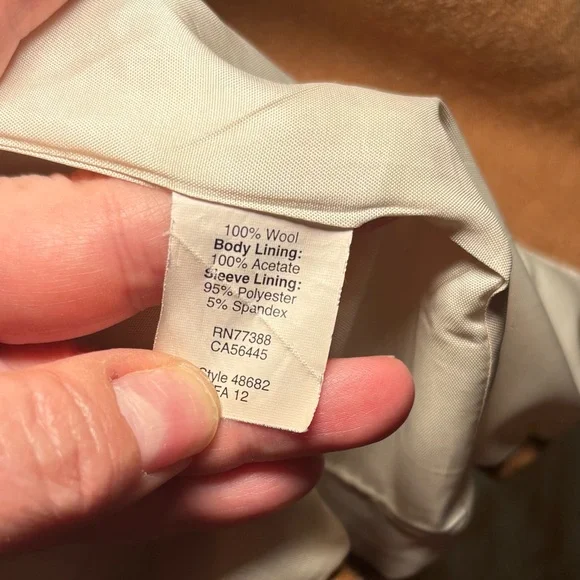 100% Wool
Body Lining:
100% Acetate
Sleeve Lining:
95% Polyester
5% Spandex
RN77388
CA56445
Style 48682
FA 12